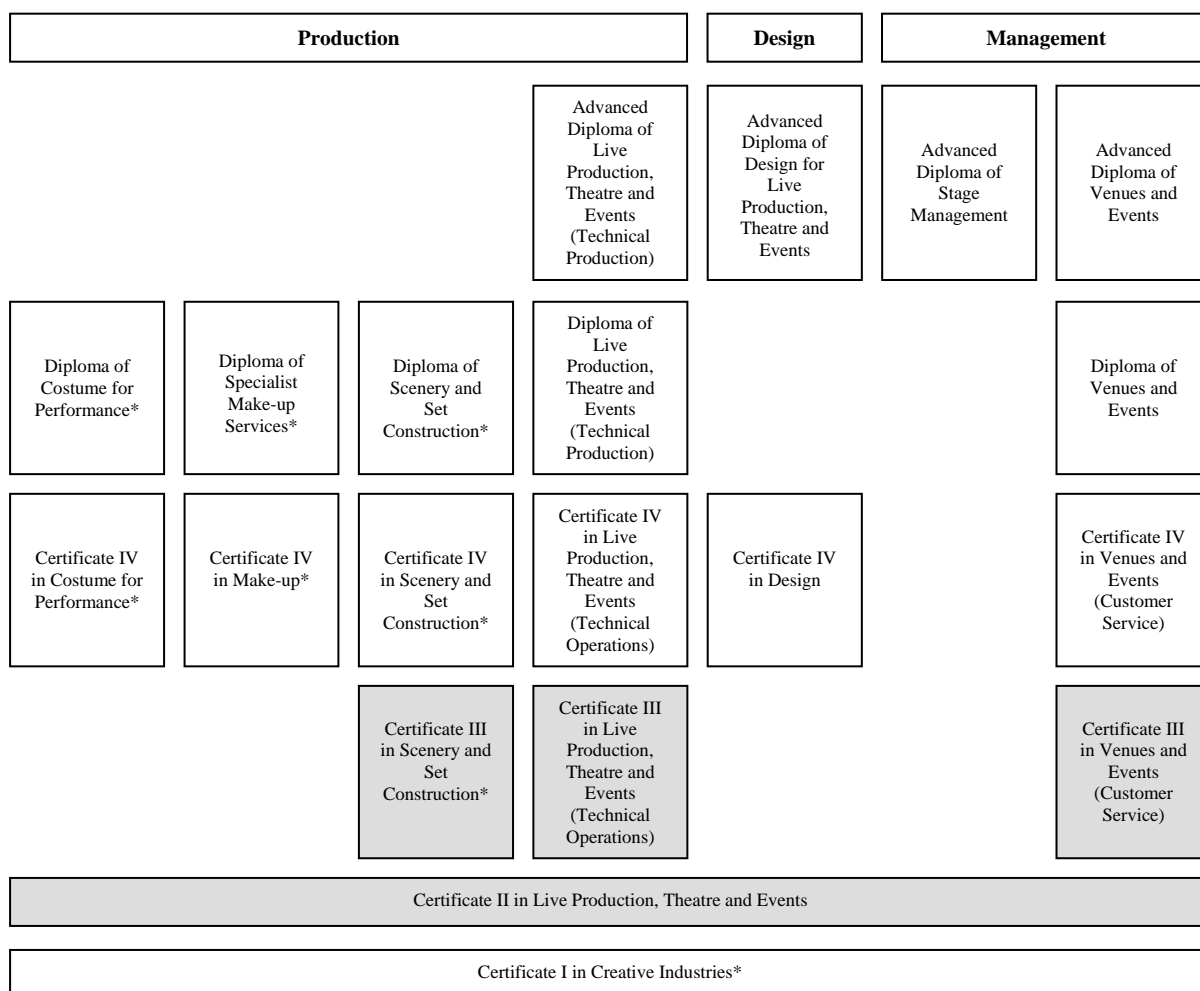 Production
Design
Management
Advanced
Diploma of
Live
Production,
Theatre and
Events
(Technical
Production)
Advanced
Diploma of
Design for
Live
Production,
Theatre and
Events
Advanced
Diploma of
Stage
Management
Advanced
Diploma of
Venues and
Events
Diploma of
Costume for
Performance*
Diploma of
Specialist
Make-up
Services*
Diploma of
Scenery and
Set
Construction*
Diploma of
Live
Production,
Theatre and
Events
(Technical
Production)
Diploma of
Venues and
Events
Certificate IV
in Costume for
Performance*
Certificate IV
in Make-up*
Certificate IV
in Scenery and
Set
Construction*
Certificate IV
in Live
Production,
Theatre and
Events
(Technical
Operations)
Certificate IV
in Design
Certificate IV
in Venues and
Events
(Customer
Service)
Certificate III
in Scenery and
Set
Construction*
Certificate III
in Live
Production,
Theatre and
Events
(Technical
Operations)
Certificate III
in Venues and
Events
(Customer
Service)
Certificate II in Live Production, Theatre and Events
Certificate I in Creative Industries*